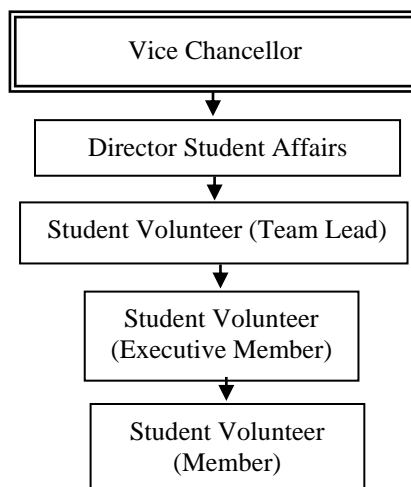 Vice Chancellor
Director Student Affairs
Student Volunteer (Team Lead)
Student Volunteer
(Executive Member)
Student Volunteer
(Member)